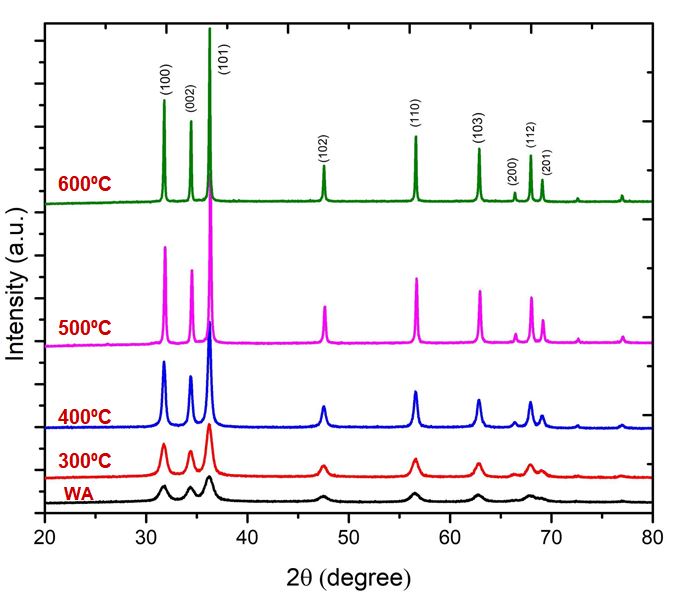 (100)
(002)
(101)
(102)
(110)
(103)
(200)
(112)
(201)
600ºC
500ºC
400ºC
300ºC
WA
Intensity (a.u.)
20 30 40 50 60 70 80
2θ (degree)